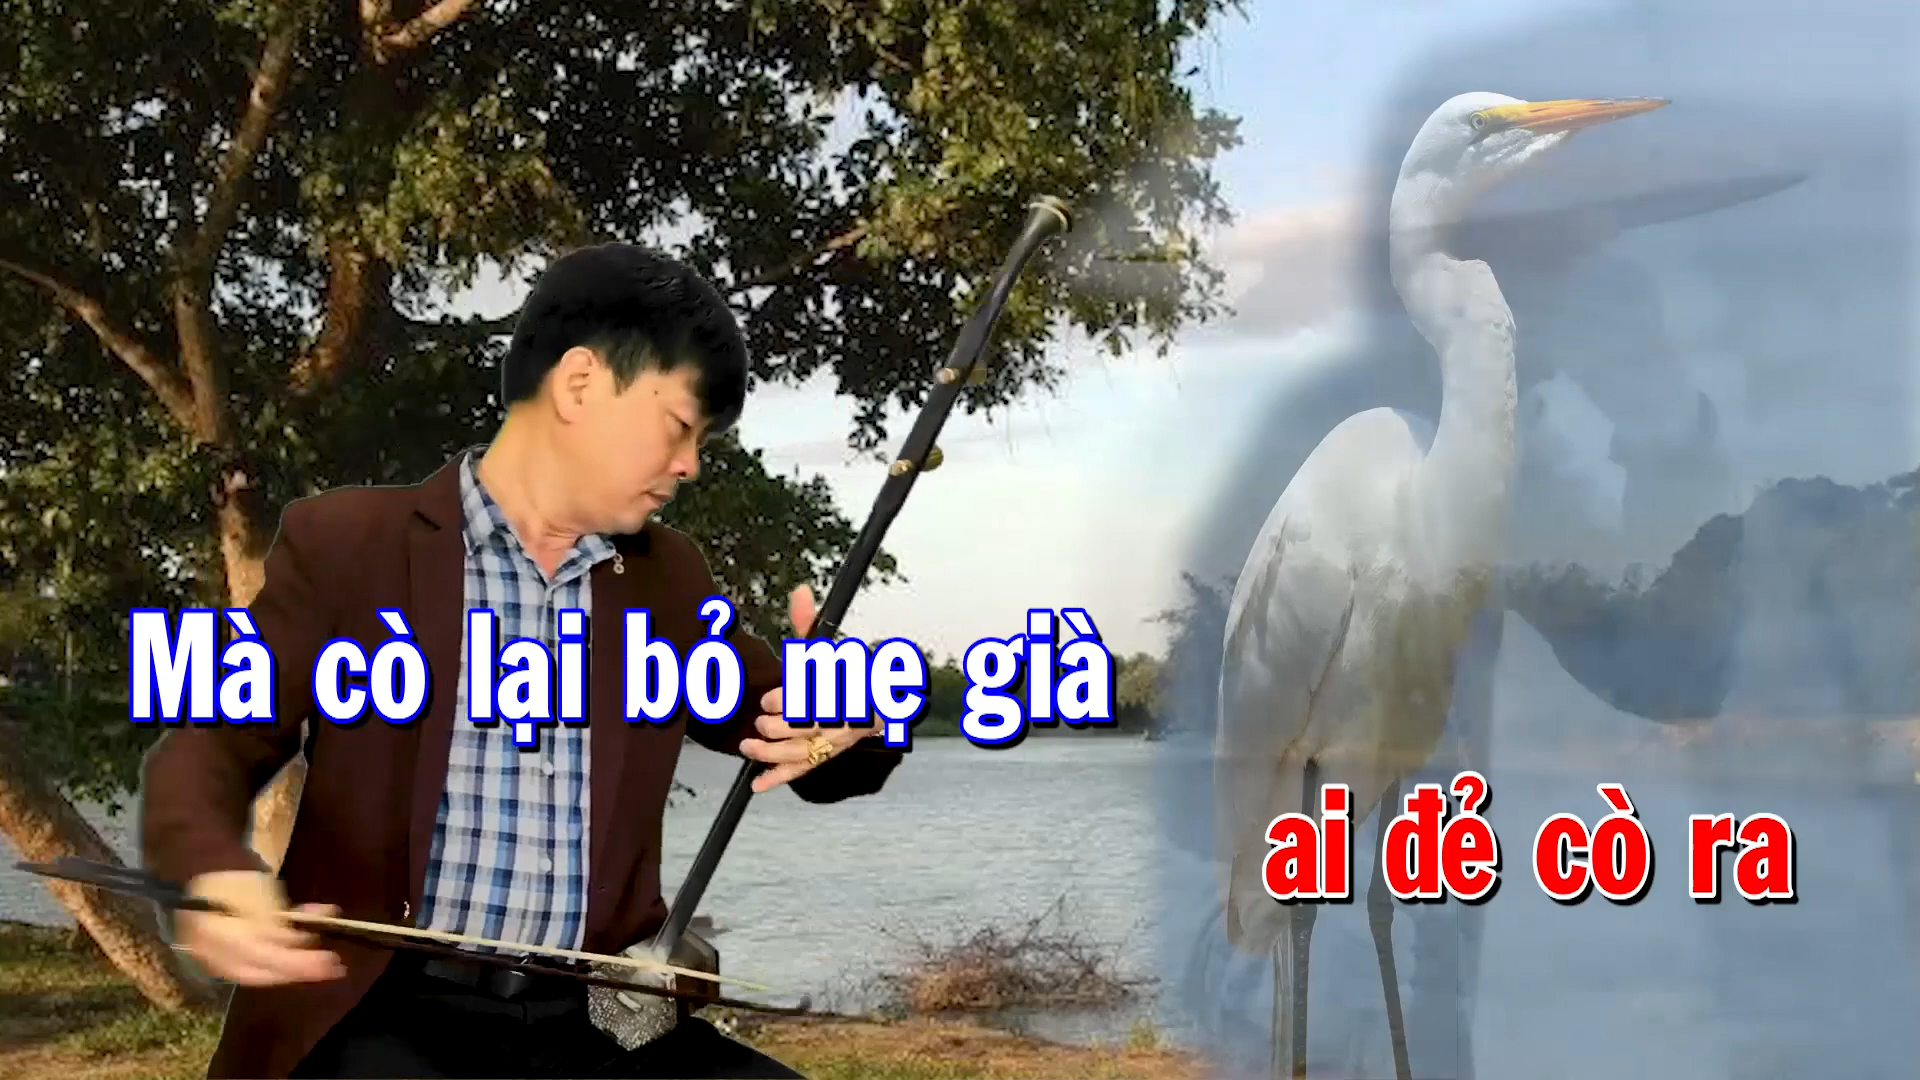 Mà cò lại bỏ mẹ già
ai đẻ cò ra